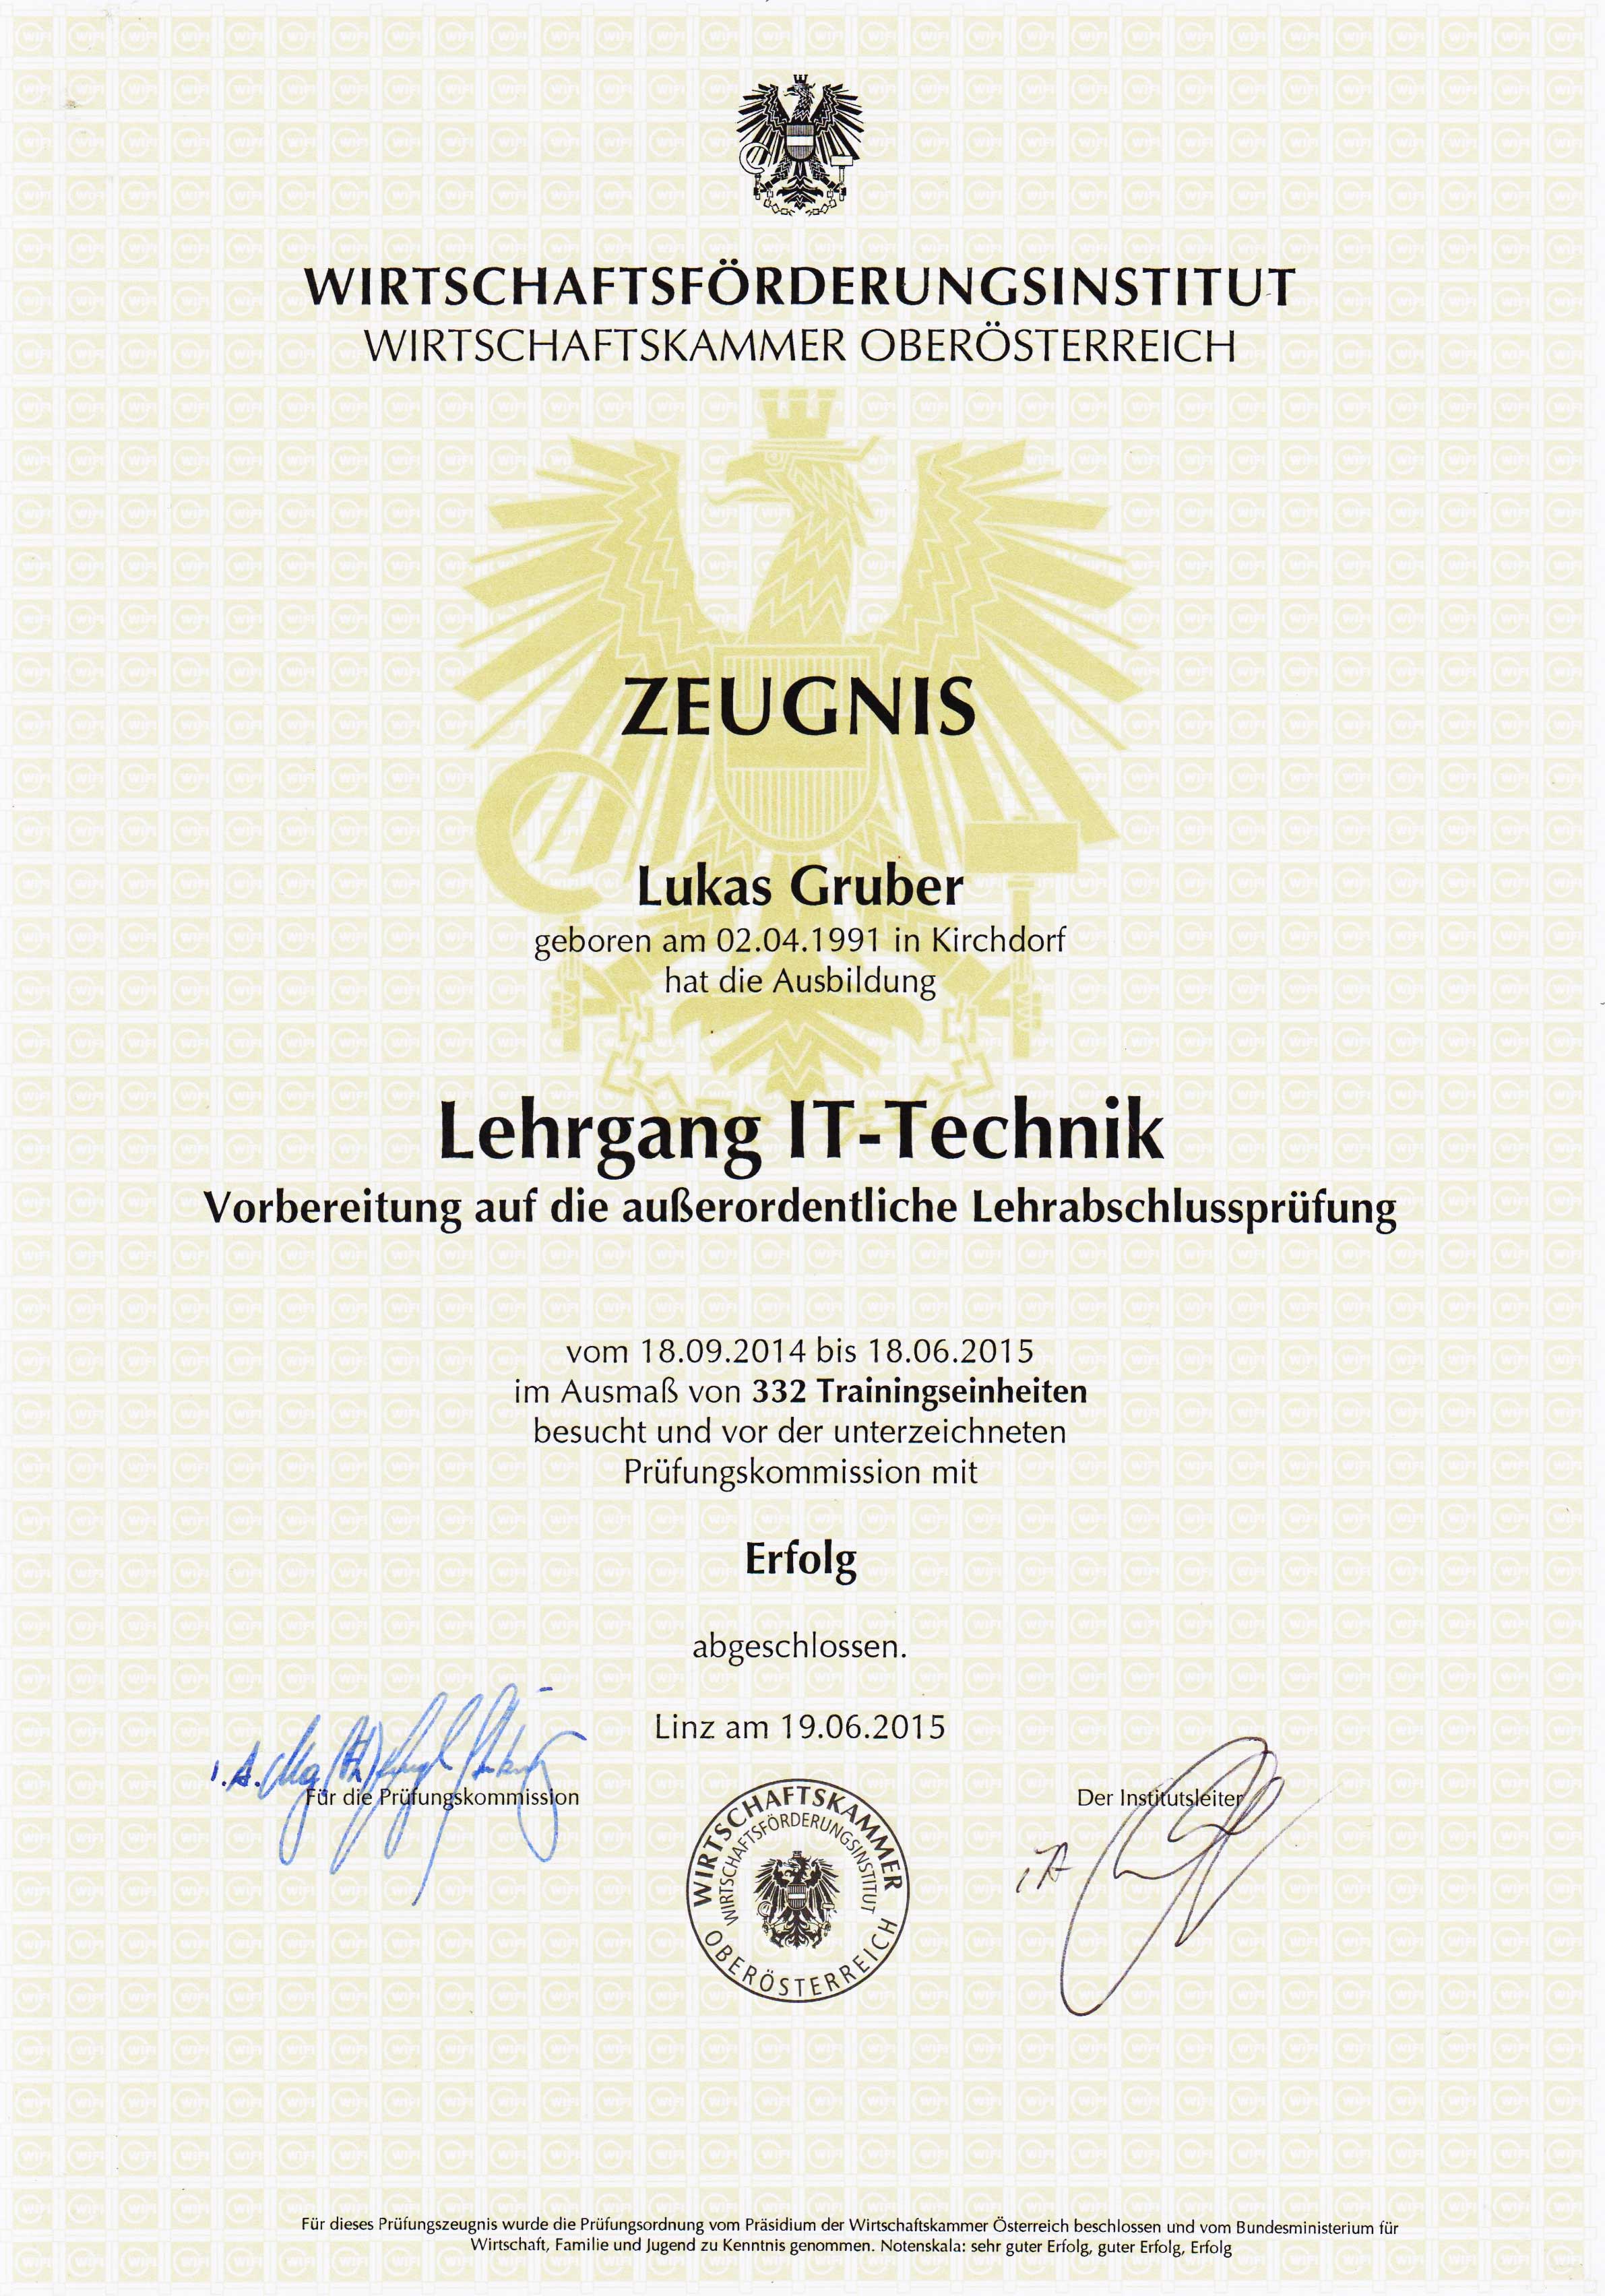 WIRTSCHAFTSFÖRDERUNGSINSTITUT
WIRTSCHAFTSKAMMER OBERÖSTERREICH
ZEUGNIS
Lukas Gruber
geboren am 02.04.1991 in Kirchdorf
hat die Ausbildung
Lehrgang IT-Technik
Vorbereitung auf die außerordentliche Lehrabschlussprüfung
vom 18.09.2014 bis 18.06.2015
im Ausmaß von 332 Trainingseinheiten
besucht und vor der unterzeichneten
Prüfungskommission mit
Erfolg
abgeschlossen.
Linz am 19.06.2015
i.A. Mag (FH)
Für die Prüfungskommission
Der Institutsleiter
iA
WIRTSCHAFTSKAMMER
WIRTSCHAFTSFÖRDERUNGSINSTITUT
OBERÖSTERREICH
Für dieses Prüfungszeugnis wurde die Prüfungsordnung vom Präsidium der Wirtschaftskammer Österreich beschlossen und vom Bundesministerium für
Wirtschaft, Familie und Jugend zu Kenntnis genommen. Notenskala: sehr guter Erfolg, guter Erfolg, Erfolg